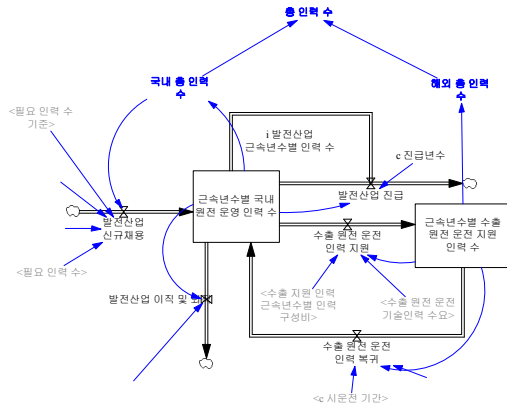 총 인력 수
국내 총 인력
수
해외 총 인력
수
<필요 인력 수
기준>
i 발전산업
근속년수별 인력 수
c 진급년수
발전산업 진급
근속년수별 국내
원전 운영 인력 수
근속년수별 수출
원전 운전 지원
인력 수
발전산업
신규채용
수출 원전 운전
인력 지원
<필요 인력 수>
발전산업 이직 및
<수출 지원 인력
근속년수별 인력
구성비>
<수출 원전 운전
기술인력 수요>
수출 원전 운전
인력 복귀
<c 시운전 기간>